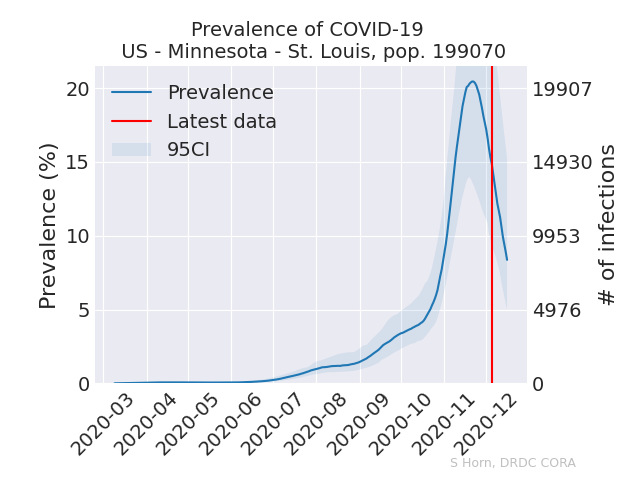 Prevalence of COVID-19
US - Minnesota - St. Louis, pop. 199070
Prevalence
Latest data
95CI
Prevalence (%)
20
15
10
5
0
19907
14930
9953
4976
0
# of infections
2020-03
2020-04
2020-05
2020-06
2020-07
2020-08
2020-09
2020-10
2020-11
2020-12
S Horn, DRDC CORA